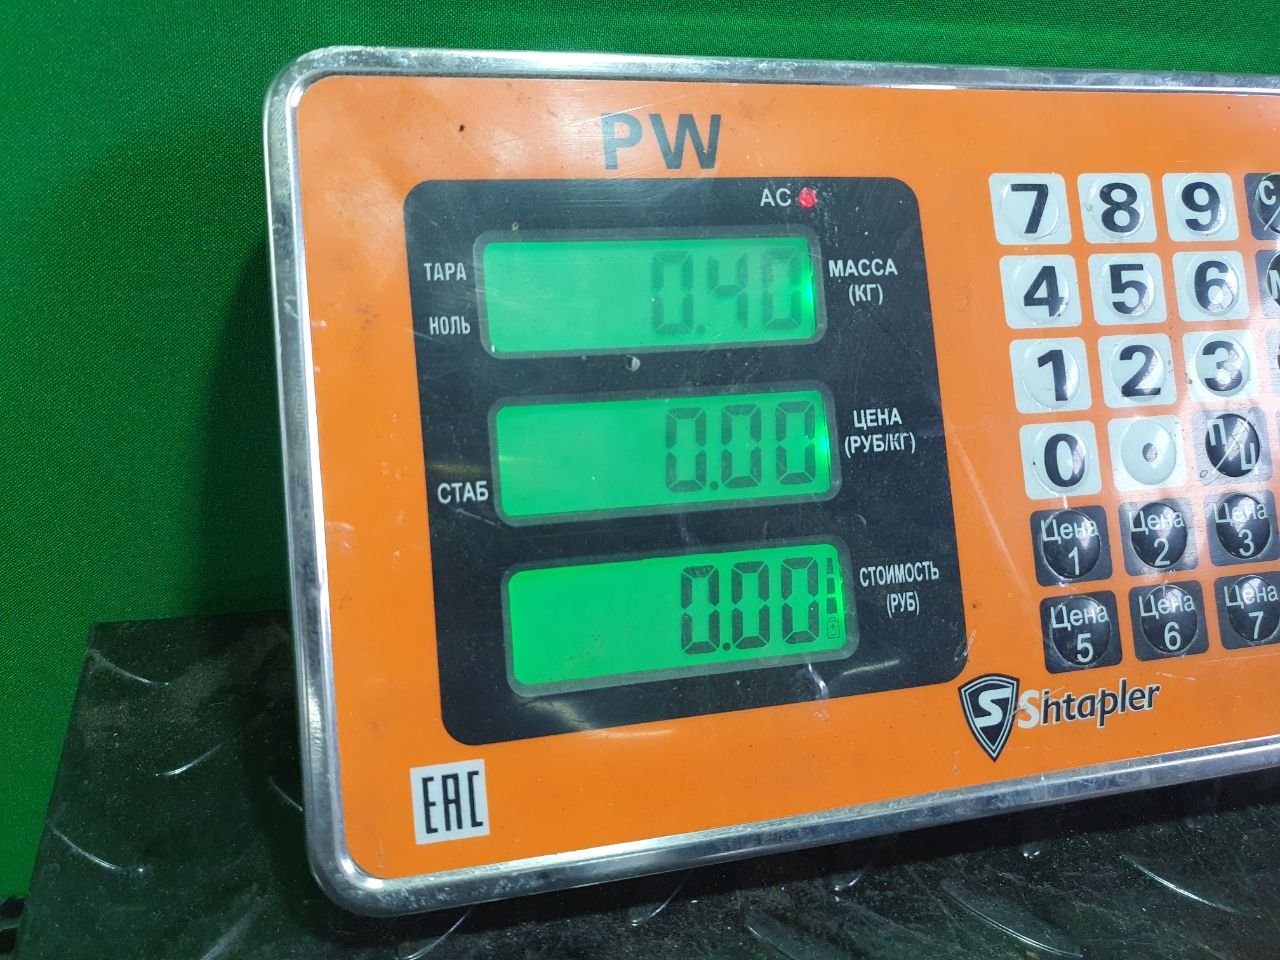 PW
AC
ТАРА
НОЛЬ
0.40
МАССА
(КГ)
0.00
ЦЕНА
(РУБ/КГ)
СТАБ
0.00
СТОИМОСТЬ
(РУБ)
7 8 9 C
4 5 6
1 2 3
0 . П/Ц
Цена 1 Цена 2 Цена 3
Цена 5 Цена 6 Цена 7
S Shtapler
EAC